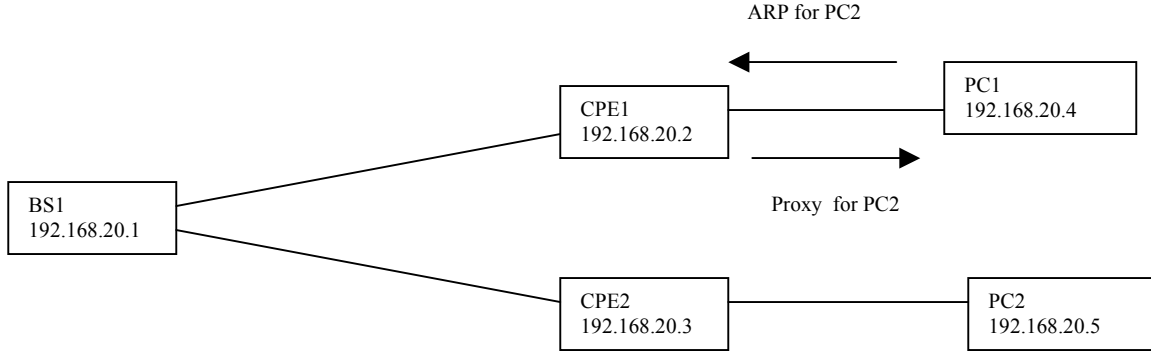 ARP for PC2
PC1
192.168.20.4
CPE1
192.168.20.2
Proxy for PC2
BS1
192.168.20.1
CPE2
192.168.20.3
PC2
192.168.20.5